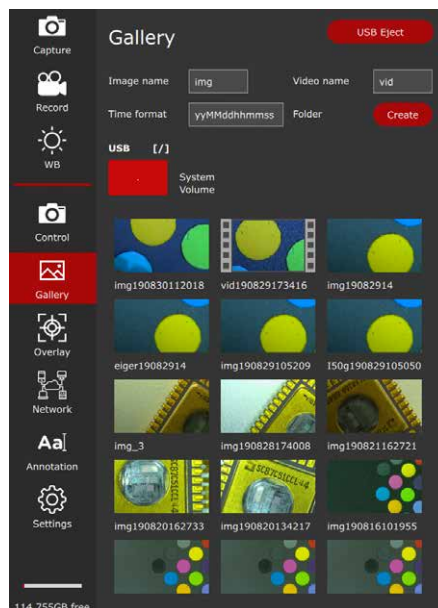 Capture
Record
WB
Control
Gallery
Overlay
Network
Aa
Annotation
Settings
114.755GB free
Gallery
USB Eject
Image name
img
Video name
vid
Time format
yyMMddhhmmss
Folder
Create
USB [/]
.
System
Volume
img190830112018
vid190829173416
img19082914
eiger19082914
img190829105209
I50g190829105050
img_3
img190828174008
img190821162721
img190820162733
img190820134217
img190816101955